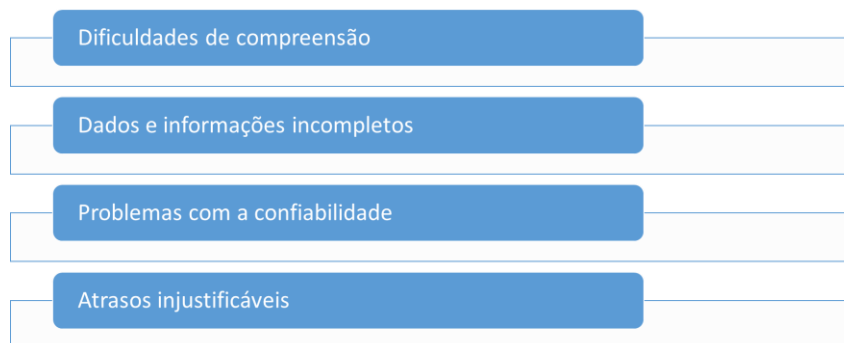 Dificuldades de compreensão
Dados e informações incompletos
Problemas com a confiabilidade
Atrasos injustificáveis